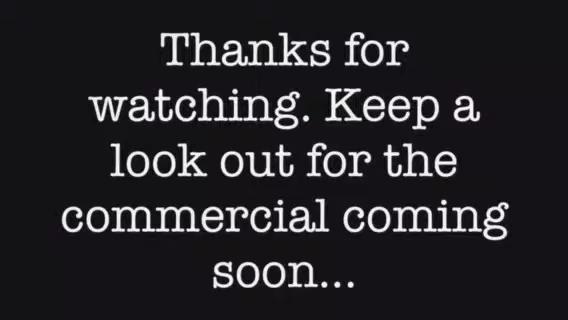 Thanks for
watching. Keep a
look out for the
commercial coming
soon...